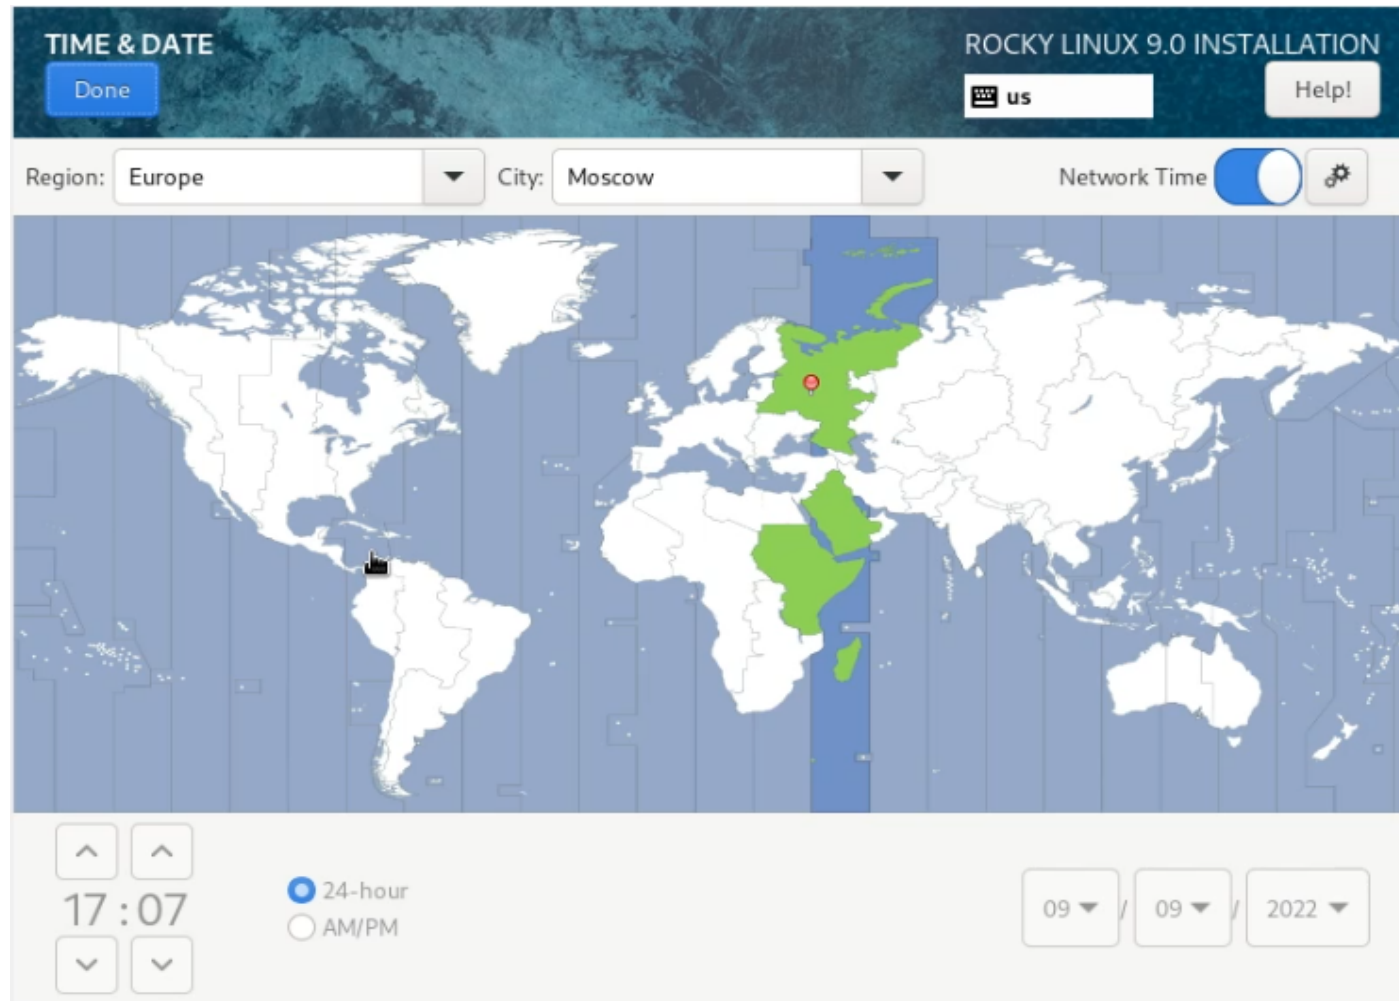 TIME & DATE
ROCKY LINUX 9.0 INSTALLATION
Done
us
Help!
Region: Europe City: Moscow Network Time
17 : 07
24-hour
AM/PM
09 / 09 / 2022